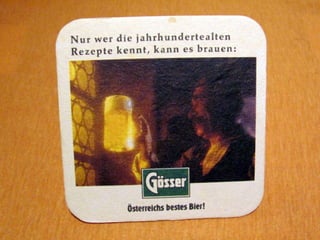 Nur wer die jahrhundertealten
Rezepte kennt, kann es brauen:
Gösser
Österreichs bestes Bier!